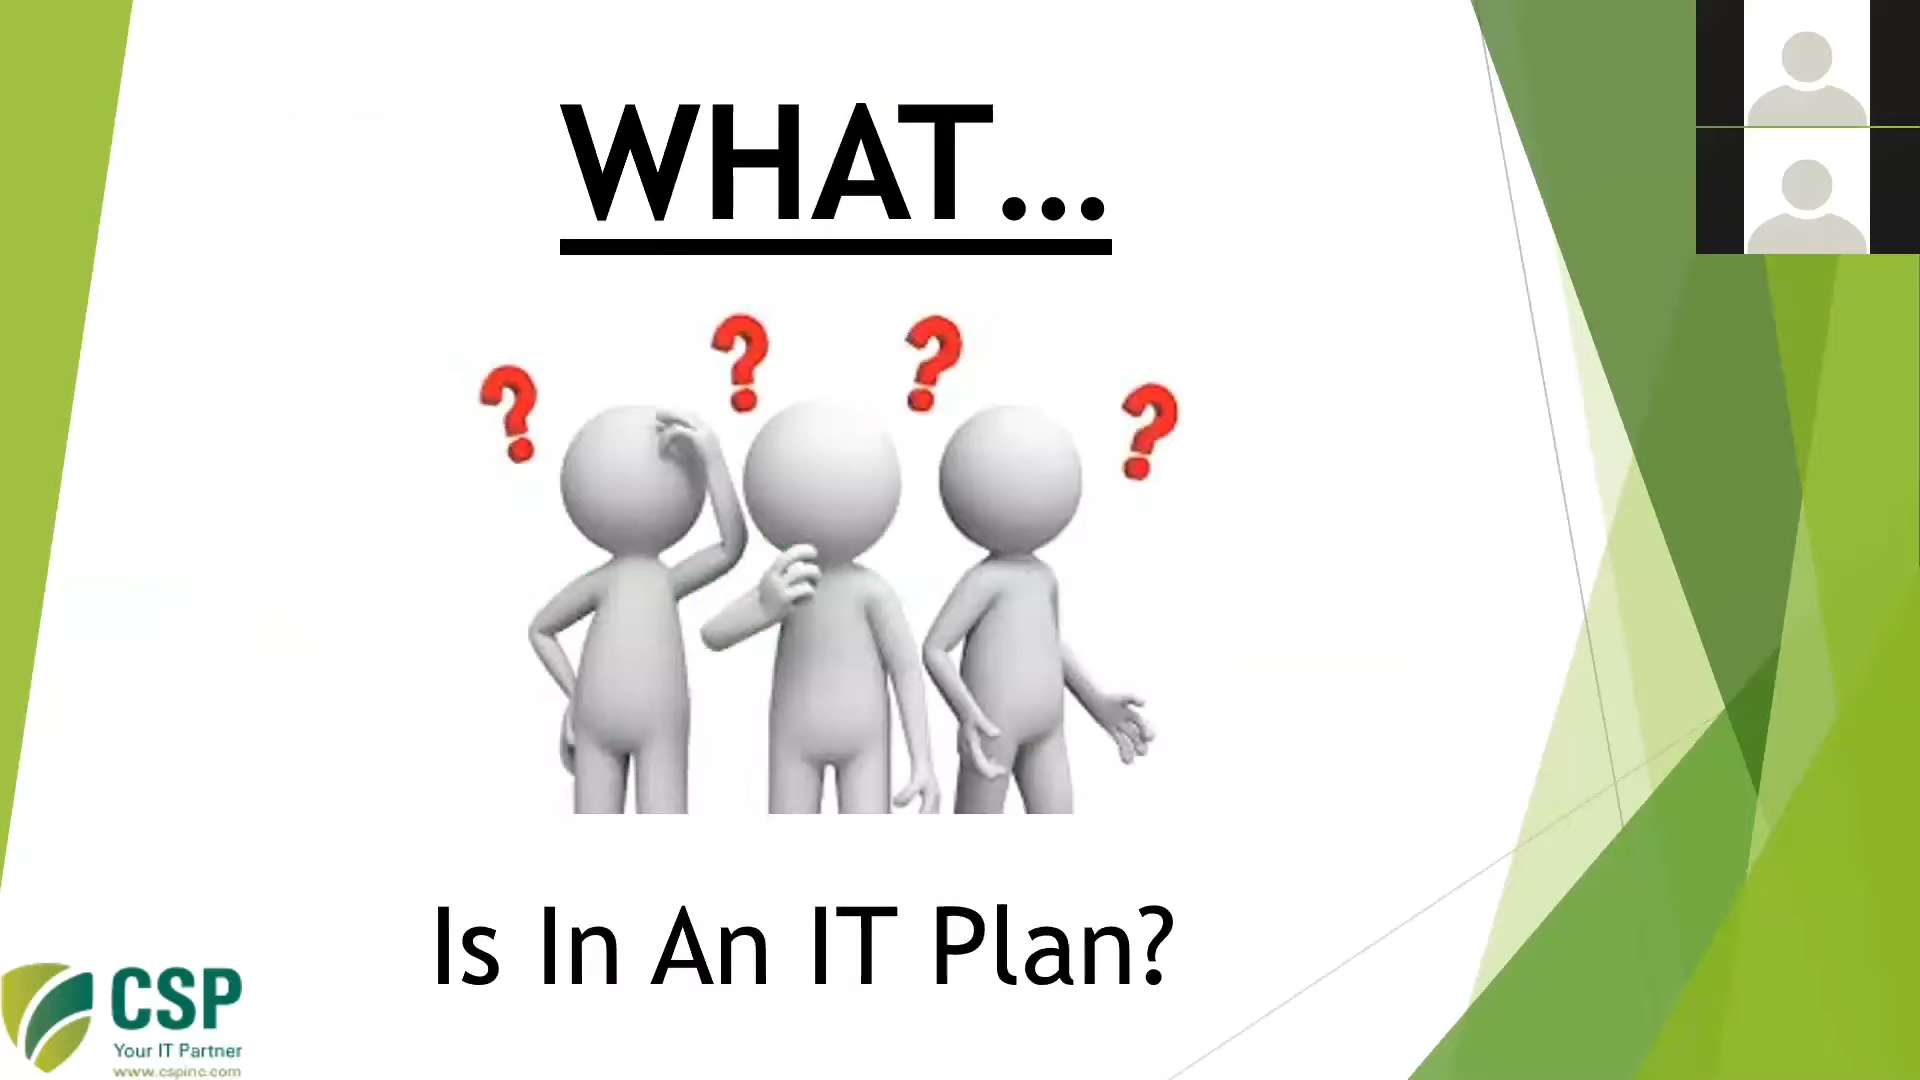 WHAT...
? ? ? ?
Is In An IT Plan?
CSP
Your IT Partner
www.cspinc.com